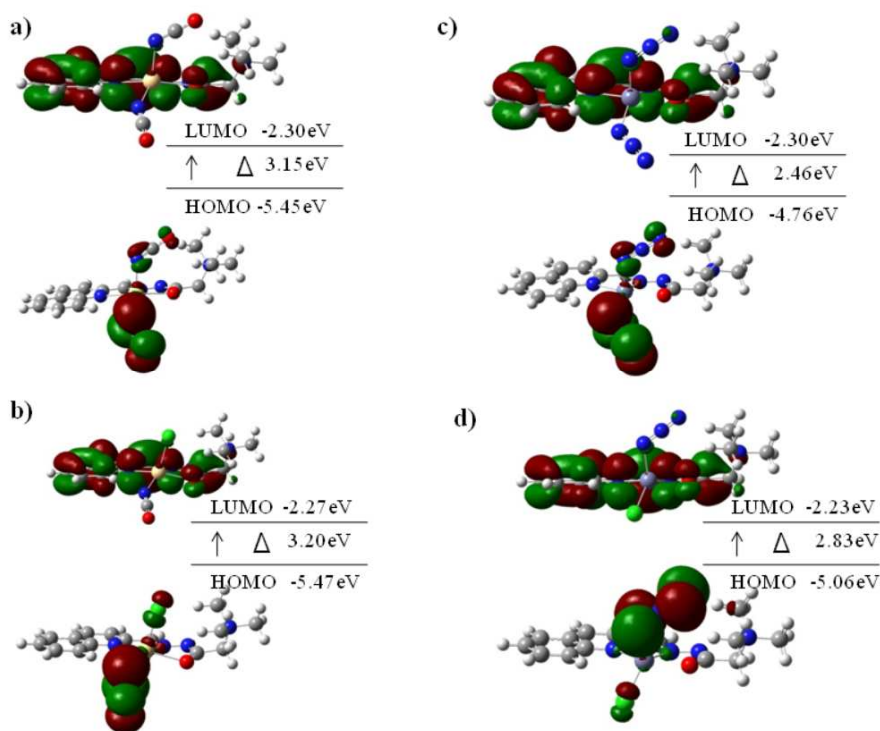 a)
LUMO -2.30eV
↑ Δ 3.15eV
HOMO -5.45eV
b)
LUMO -2.27eV
↑ Δ 3.20eV
HOMO -5.47eV
c)
LUMO -2.30eV
↑ Δ 2.46eV
HOMO -4.76eV
d)
LUMO -2.23eV
↑ Δ 2.83eV
HOMO -5.06eV